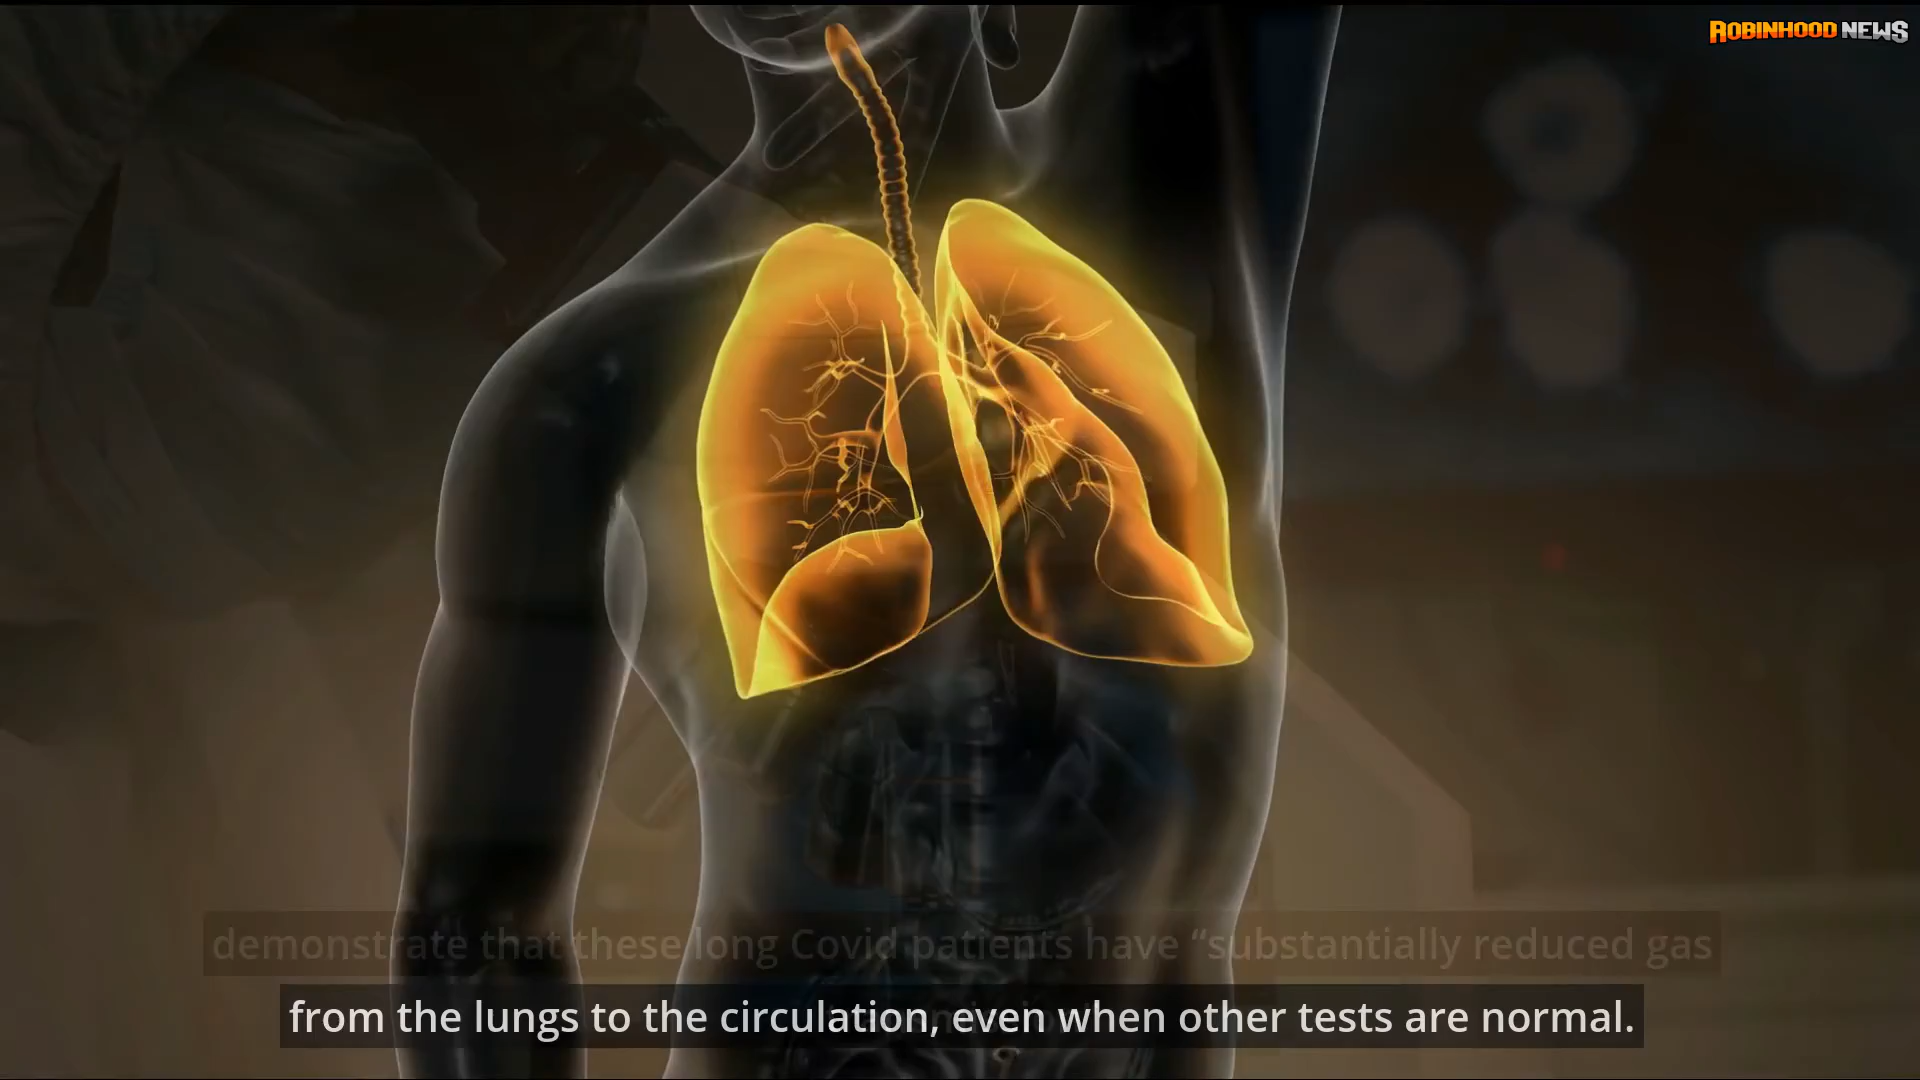 ROBINHOOD NEWS
demonstrate that these long Covid patients have “substantially reduced gas
from the lungs to the circulation, even when other tests are normal.